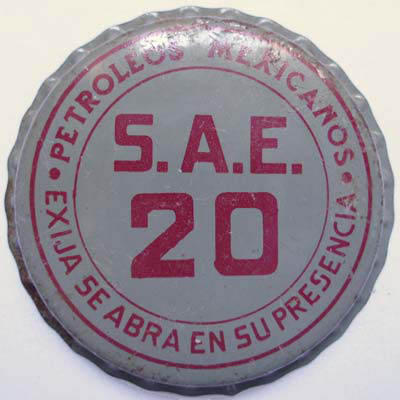 PETROLEOS MEXICANOS
S.A.E.
20
EXIJA SE ABRA EN SU PRESENCIA